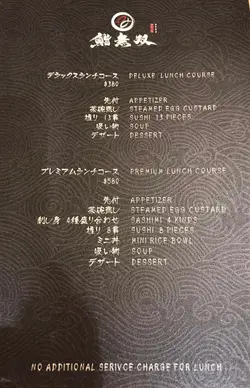 鮨無双
デラックスランチコース DELUXE LUNCH COURSE
$380
先付 APPETIZER
茶碗蒸し STEAMED EGG CUSTARD
握り 13貫 SUSHI 13 PIECES
吸い物 SOUP
デザート DESSERT
プレミアムランチコース PREMIUM LUNCH COURSE
$580
先付 APPETIZER
茶碗蒸し STEAMED EGG CUSTARD
刺し身 4種盛り合わせ SASHIMI 4 KINDS
握り 8貫 SUSHI 8 PIECES
ミニ丼 MINI RICE BOWL
吸い物 SOUP
デザート DESSERT
NO ADDITIONAL SERIVCE CHARGE FOR LUNCH